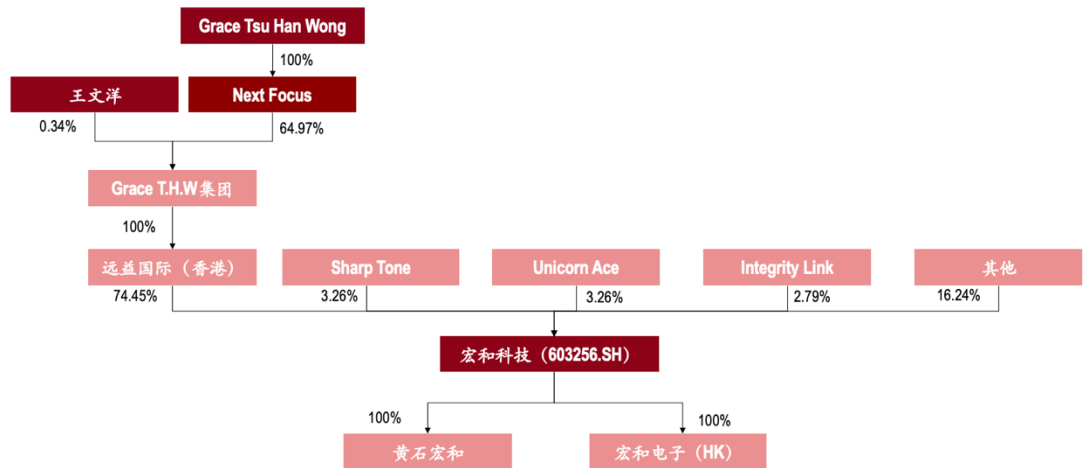 Grace Tsu Han Wong
100%
王文洋
Next Focus
0.34%
64.97%
Grace T.H.W集团
100%
远益国际（香港）
Sharp Tone
Unicorn Ace
Integrity Link
其他
74.45%
3.26%
3.26%
2.79%
16.24%
宏和科技（603256.SH）
100%
100%
黄石宏和
宏和电子（HK）